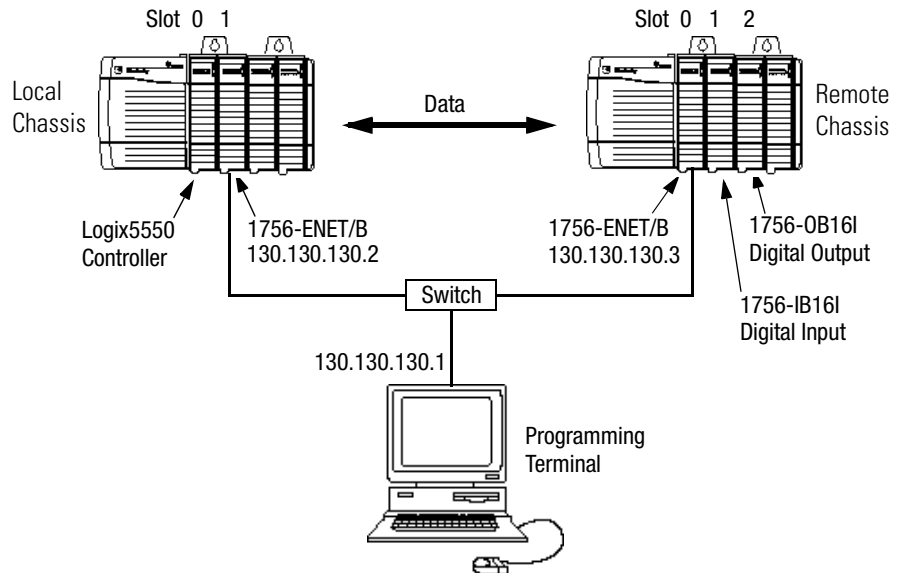 Slot 0 1
Slot 0 1 2
Local
Chassis
Data
Remote
Chassis
Logix5550
Controller
1756-ENET/B
130.130.130.2
1756-ENET/B
130.130.130.3
1756-OB16I
Digital Output
1756-IB16I
Digital Input
Switch
130.130.130.1
Programming
Terminal